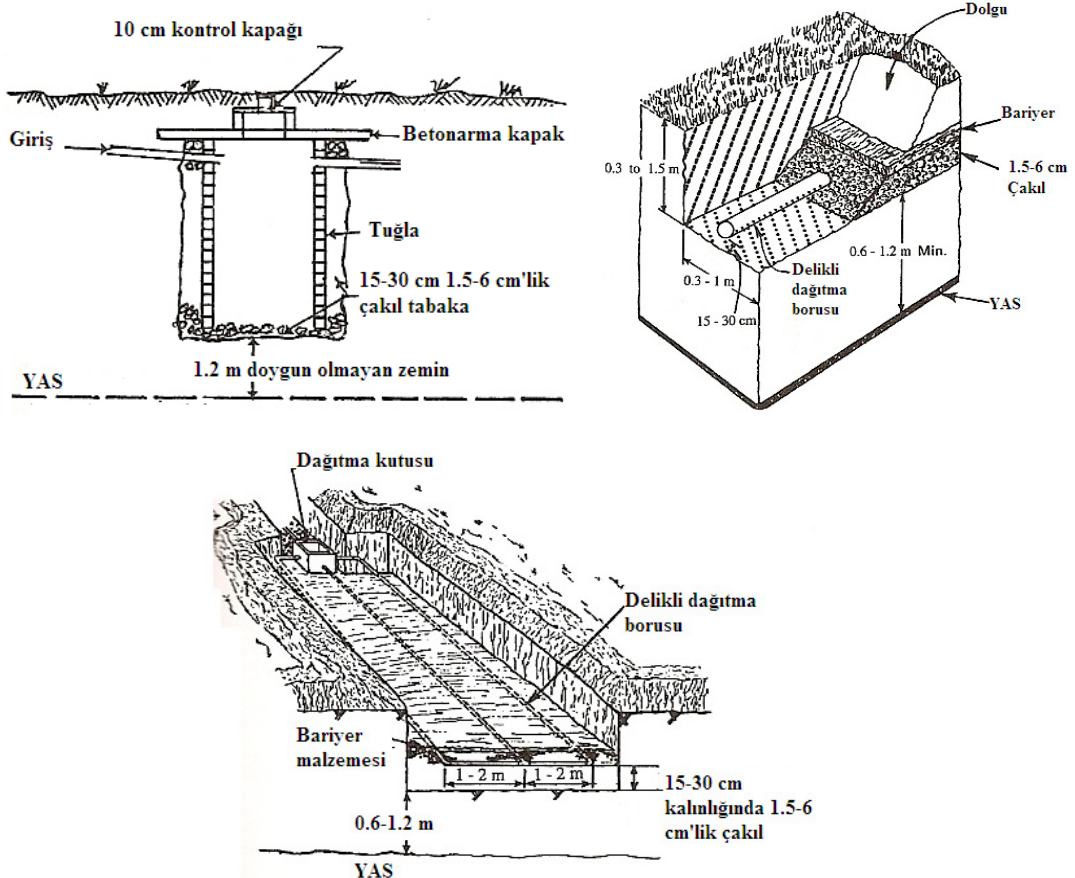 10 cm kontrol kapağı
Giriş
Betonarma kapak
Tuğla
15-30 cm 1.5-6 cm'lik
çakıl tabaka
1.2 m doygun olmayan zemin
YAS
Dolgu
Bariyer
1.5-6 cm
Çakıl
0.3 to 1.5 m
0.6 - 1.2 m Min.
0.3 - 1 m
15 - 30 cm
Delikli
dağıtma
borusu
YAS
Dağıtma kutusu
Delikli dağıtma
borusu
Bariyer
malzemesi
1 - 2 m
1 - 2 m
15-30 cm
kalınlığında 1.5-6
cm'lik çakıl
0.6-1.2 m
YAS